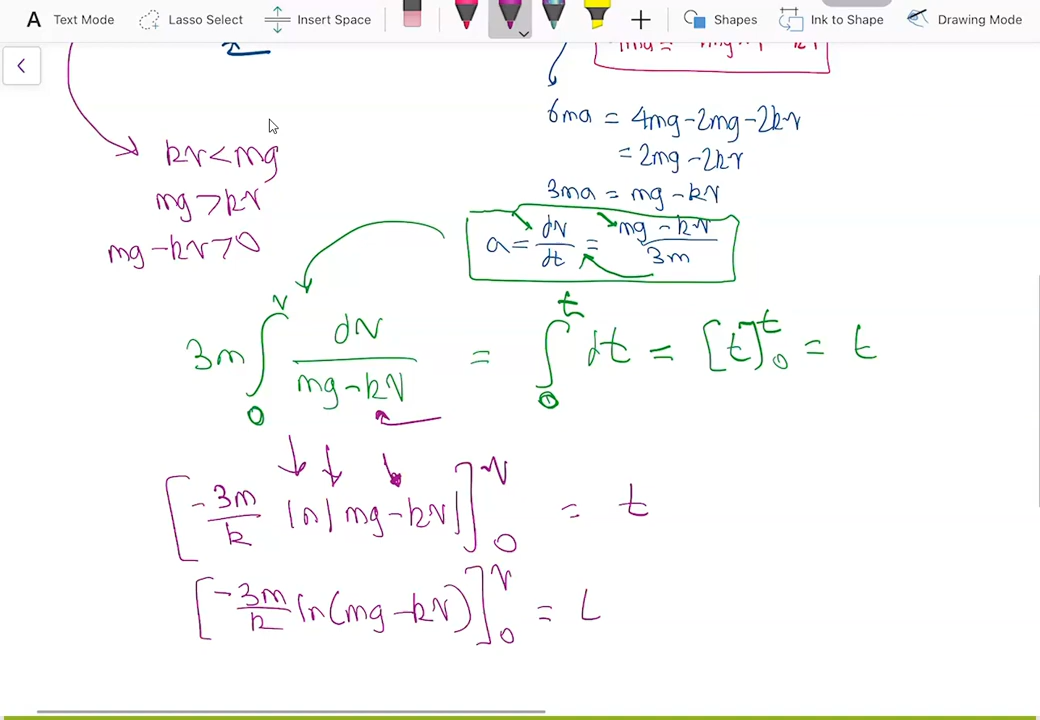 A Text Mode Lasso Select Insert Space Shapes Ink to Shape Drawing Mode
6ma = 4mg-2mg-2kv
= 2mg-2kv
3ma = mg-kv
a = dv/dt = (mg-kv)/3m
kv<mg
mg>kv
mg-kv>0
3m ∫₀ᵛ dv/(mg-kv) = ∫₀ᵗ dt = [t]₀ᵗ = t
[-3m/k ln|mg-kv|]₀ᵛ = t
[-3m/k ln(mg-kv)]₀ᵛ =